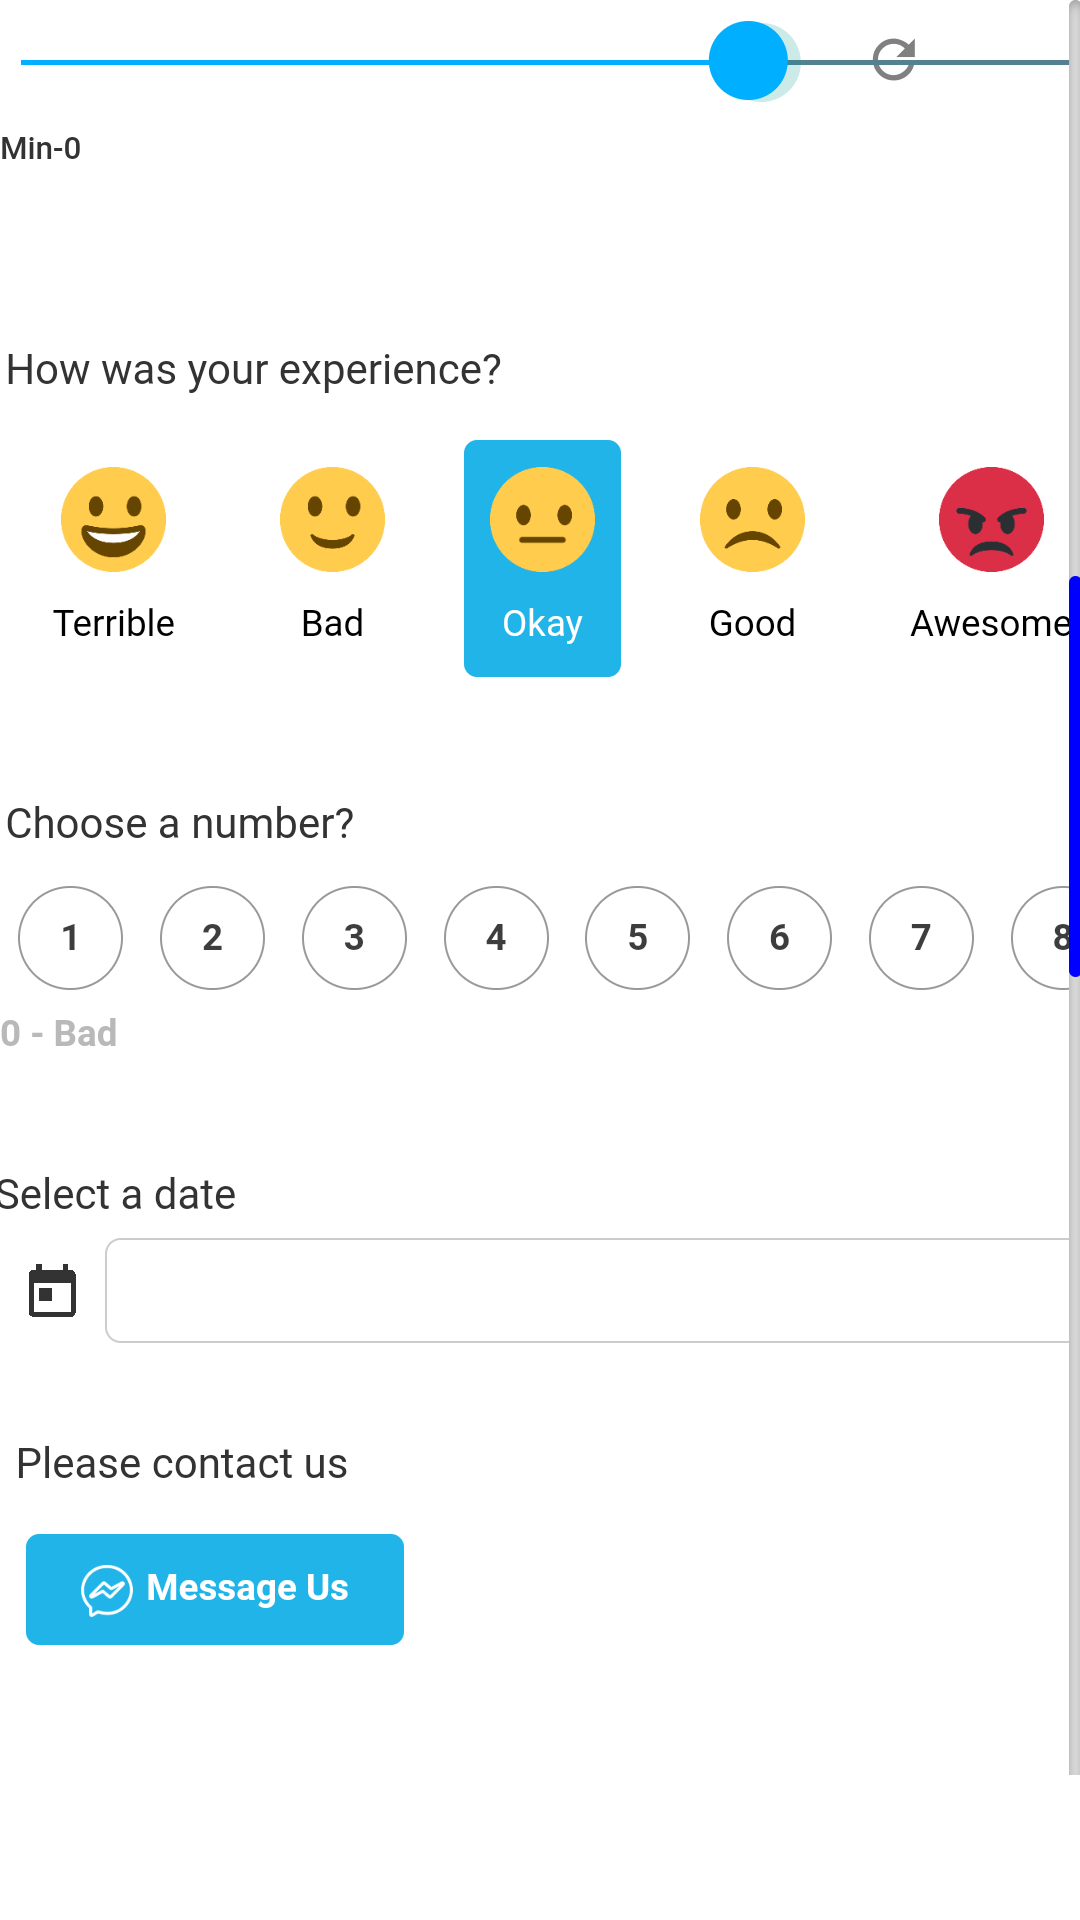 Min-0
How was your experience?
Terrible Bad Okay Good Awesome
Choose a number?
1 2 3 4 5 6 7 8
0 - Bad
Select a date
Please contact us
Message Us